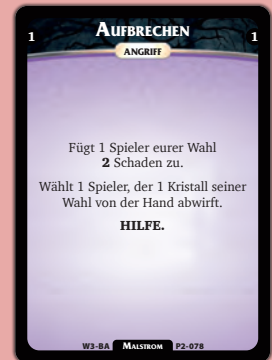 AUFBRECHEN
1 1
ANGRIFF
Fügt 1 Spieler eurer Wahl
2 Schaden zu.
Wählt 1 Spieler, der 1 Kristall seiner
Wahl von der Hand abwirft.
HILFE.
W3-BA MALSTROM P2-078